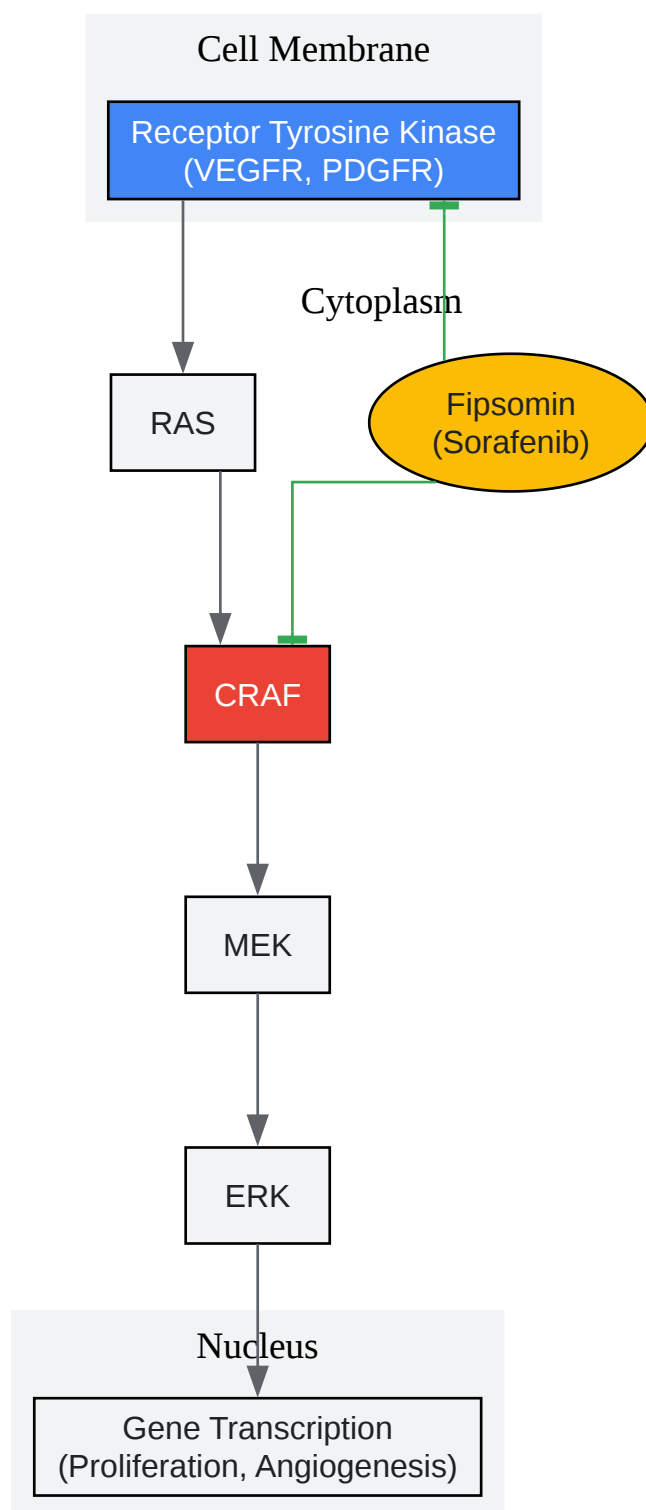 Cell Membrane
Receptor Tyrosine Kinase
(VEGFR, PDGFR)
Cytoplasm
RAS
Fipsomin
(Sorafenib)
CRAF
MEK
ERK
Nucleus
Gene Transcription
(Proliferation, Angiogenesis)